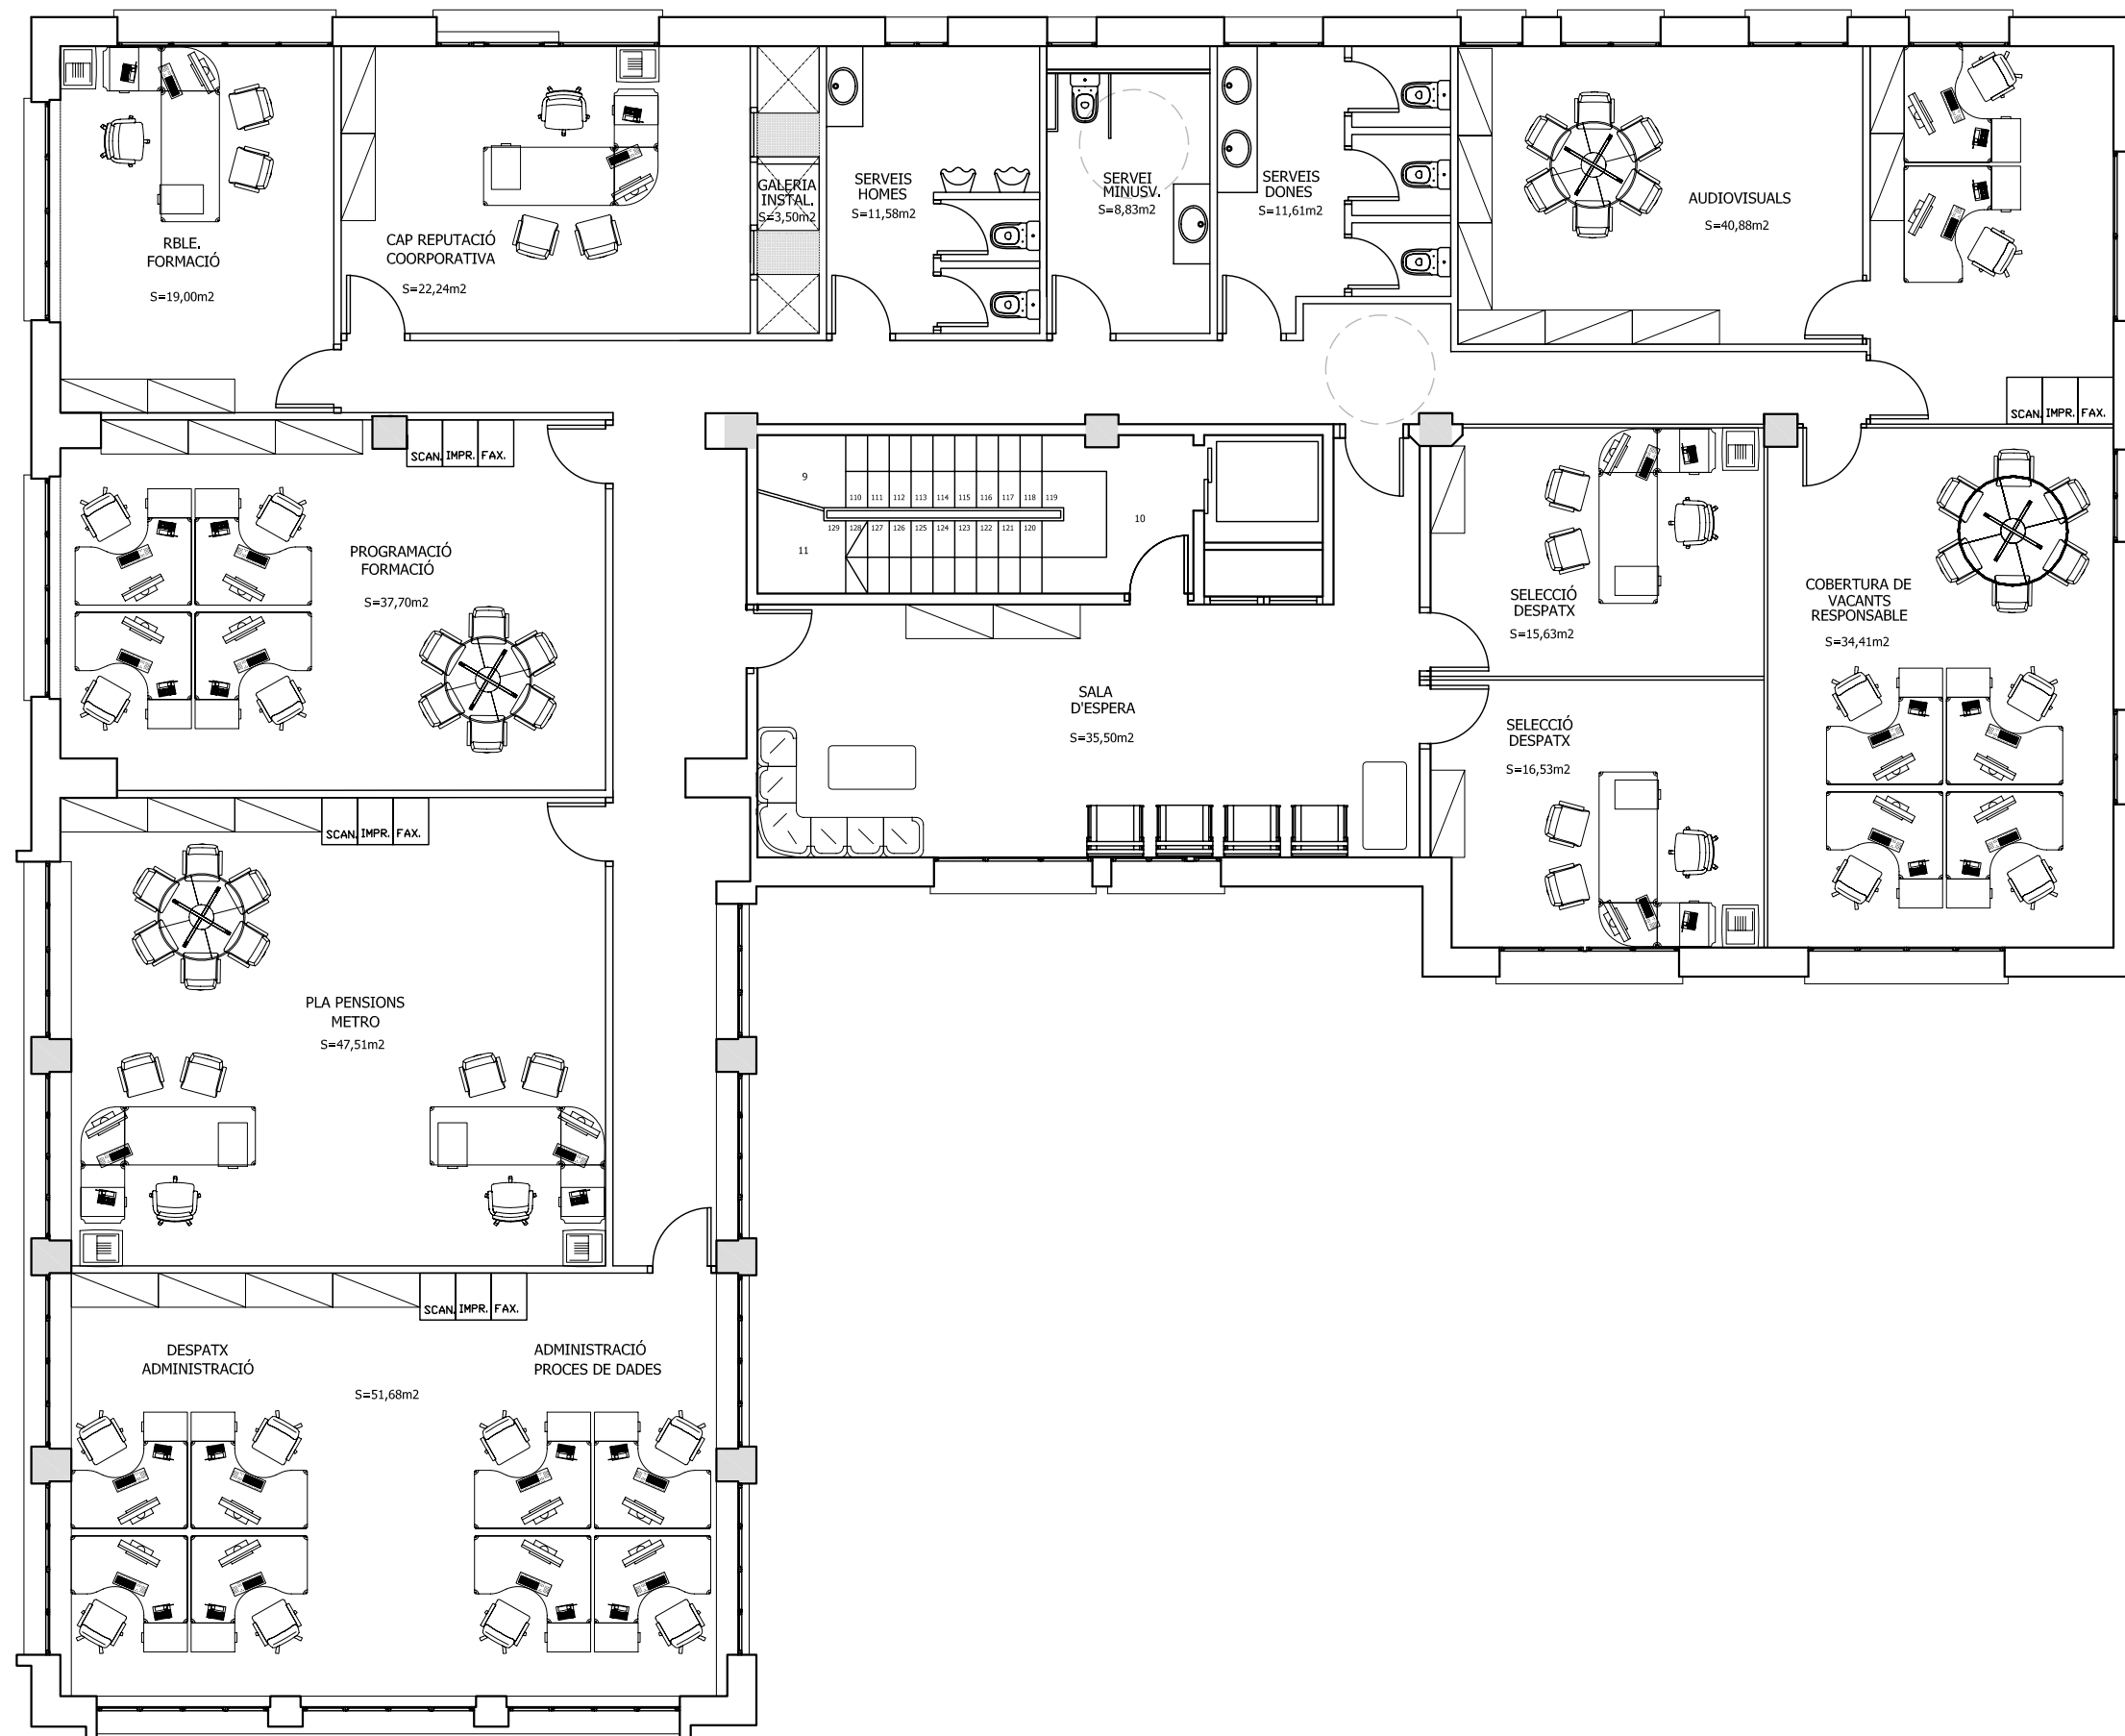 RBLE.
FORMACIÓ
S=19,00m2
CAP REPUTACIÓ
COORPORATIVA
S=22,24m2
GALERIA
INSTAL.
S=3,50m2
SERVEIS
HOMES
S=11,58m2
SERVEI
MINUSV.
S=8,83m2
SERVEIS
DONES
S=11,61m2
AUDIOVISUALS
S=40,88m2
SCAN. IMPR. FAX.
SCAN. IMPR. FAX.
PROGRAMACIÓ
FORMACIÓ
S=37,70m2
9
110 111 112 113 114 115 116 117 118 119
10
129 128 127 126 125 124 123 122 121 120
11
SELECCIÓ
DESPATX
S=15,63m2
COBERTURA DE
VACANTS
RESPONSABLE
S=34,41m2
SALA
D'ESPERA
S=35,50m2
SELECCIÓ
DESPATX
S=16,53m2
SCAN. IMPR. FAX.
PLA PENSIONS
METRO
S=47,51m2
SCAN. IMPR. FAX.
DESPATX
ADMINISTRACIÓ
S=51,68m2
ADMINISTRACIÓ
PROCES DE DADES